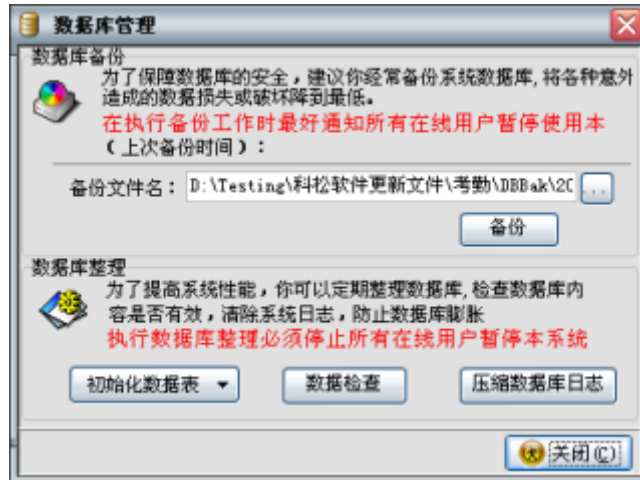 数据库管理
数据库备份
为了保障数据库的安全，建议你经常备份系统数据库,将各种意外
造成的数据损失或破坏降到最低。
在执行备份工作时最好通知所有在线用户暂停使用本
（上次备份时间）：
备份文件名： D:\Testing\科松软件更新文件\考勤\DBBak\20 ...
备份
数据库整理
为了提高系统性能，你可以定期整理数据库,检查数据库内
容是否有效，清除系统日志，防止数据库膨胀
执行数据库整理必须停止所有在线用户暂停本系统
初始化数据表 数据检查 压缩数据库日志
关闭(C)